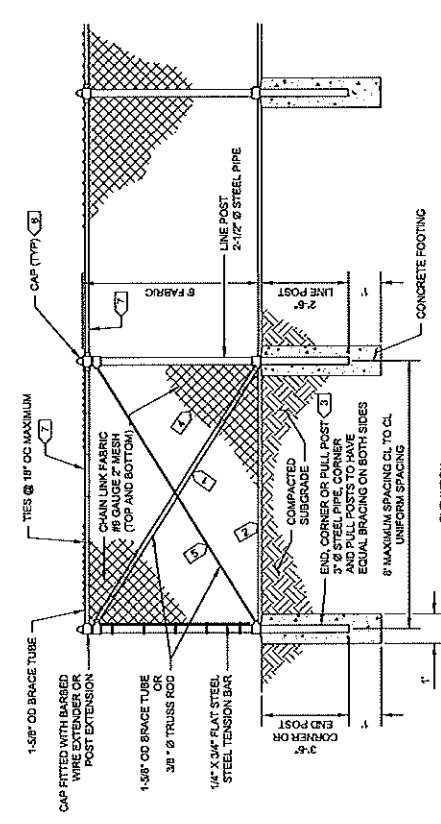 1-5/8" OD BRACE TUBE
TIES @ 18" OC MAXIMUM
7
CAP (TYP) 6
CAP FITTED WITH BARBED
WIRE EXTENDER OR
POST EXTENSION
CHAIN LINK FABRIC
#9 GAUGE 2" MESH
(TOP AND BOTTOM)
7
6' FABRIC
1-5/8" OD BRACE TUBE
OR
3/8" Ø TRUSS ROD
4
1
5
2
LINE POST
2-1/2" Ø STEEL PIPE
1/4" X 3/4" FLAT STEEL
STEEL TENSION BAR
COMPACTED
SUBGRADE
2'-6"
LINE POST
3'-6"
CORNER OR
END POST
END, CORNER OR PULL POST 3
3" Ø STEEL PIPE, CORNER
AND PULL POSTS TO HAVE
EQUAL BRACING ON BOTH SIDES
1'
1'
CONCRETE FOOTING
8' MAXIMUM SPACING CL TO CL
UNIFORM SPACING
1'